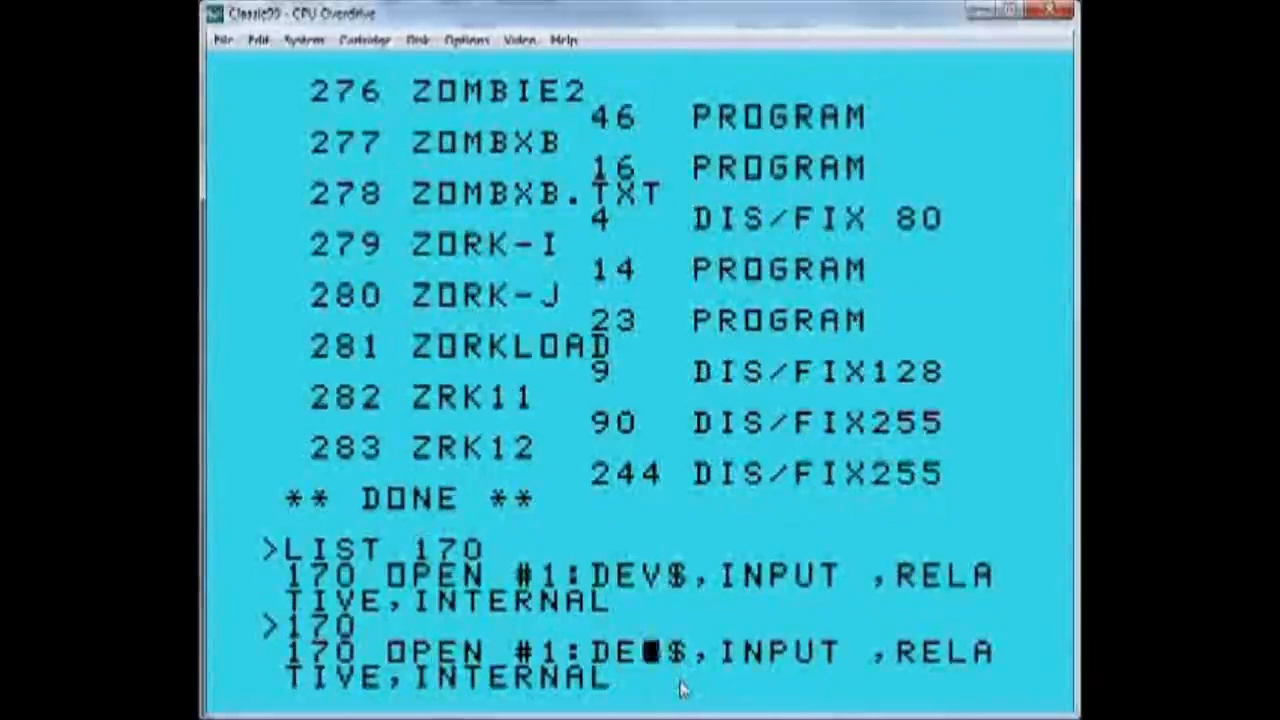 Classic99 - CPU Overdrive
File Edit System Cartridge Disk Options Video Help
276 ZOMBIE2
46 PROGRAM
277 ZOMBXB
16 PROGRAM
278 ZOMBXB.TXT
4 DIS/FIX 80
279 ZORK-I
14 PROGRAM
280 ZORK-J
23 PROGRAM
281 ZORKLOAD
9 DIS/FIX128
282 ZRK11
90 DIS/FIX255
283 ZRK12
244 DIS/FIX255
** DONE **
>LIST 170
170 OPEN #1:DEV$,INPUT ,RELA
TIVE,INTERNAL
>170
170 OPEN #1:DE $,INPUT ,RELA
TIVE,INTERNAL